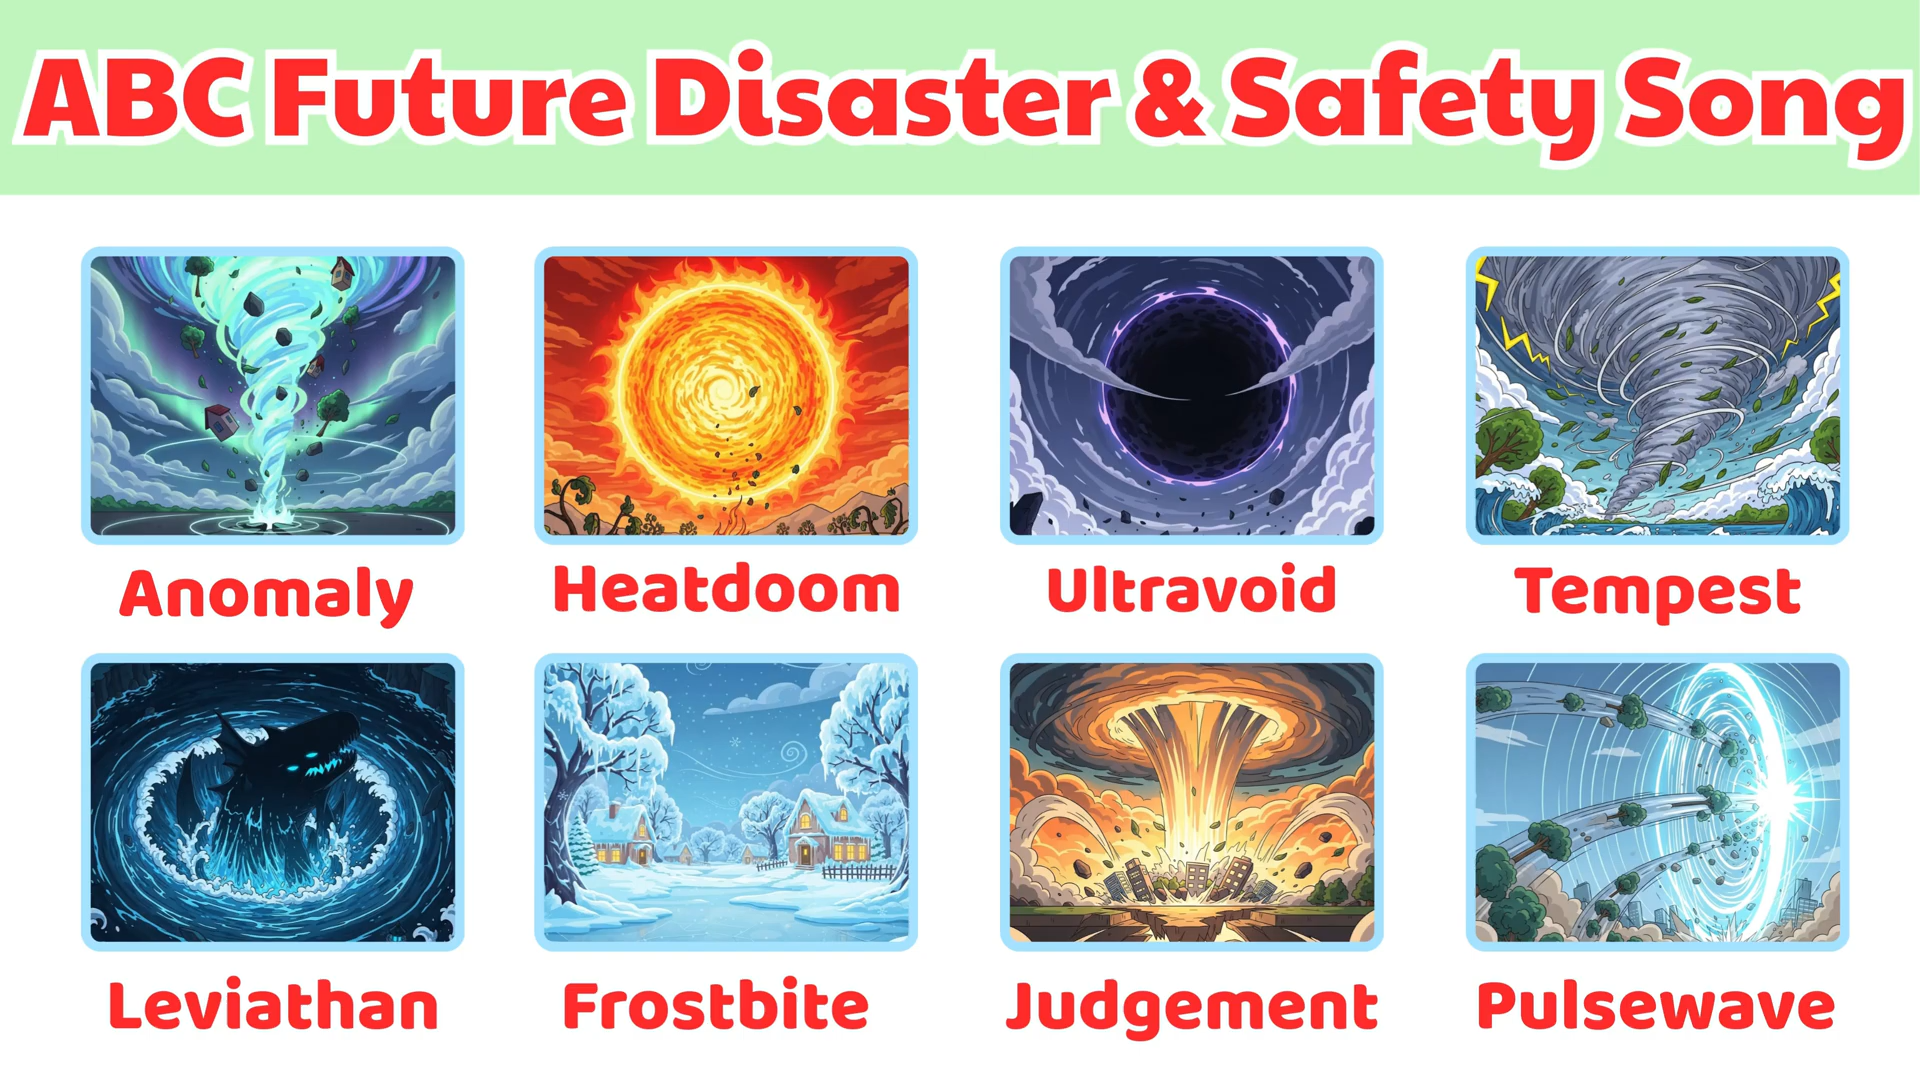 ABC Future Disaster & Safety Song
Anomaly
Heatdoom
Ultravoid
Tempest
Leviathan
Frostbite
Judgement
Pulsewave